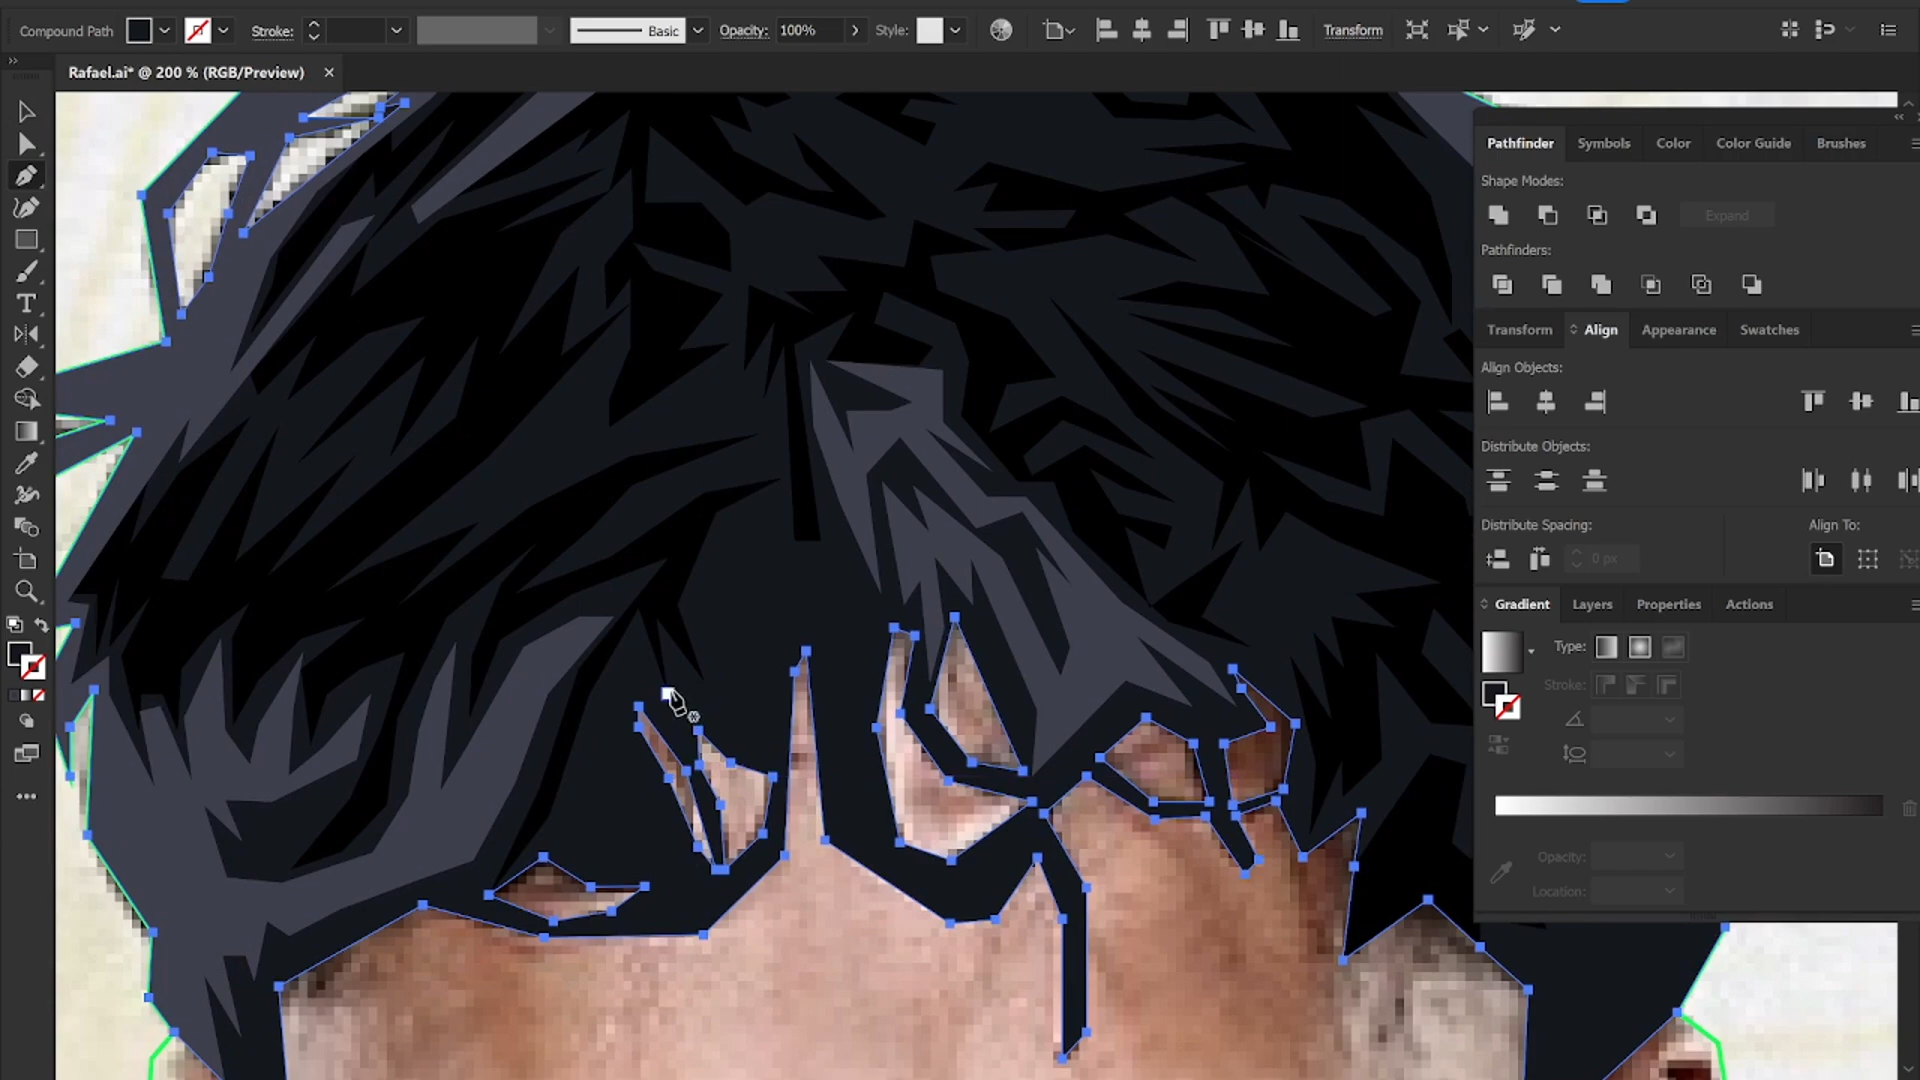 Compound Path
Stroke:
Basic
Opacity:
100%
Style:
Transform
Rafael.ai* @ 200 % (RGB/Preview)
Pathfinder
Symbols
Color
Color Guide
Brushes
Shape Modes:
Expand
Pathfinders:
Transform
Align
Appearance
Swatches
Align Objects:
Distribute Objects:
Distribute Spacing:
Align To:
0 px
Gradient
Layers
Properties
Actions
Type:
Stroke:
Opacity:
Location: